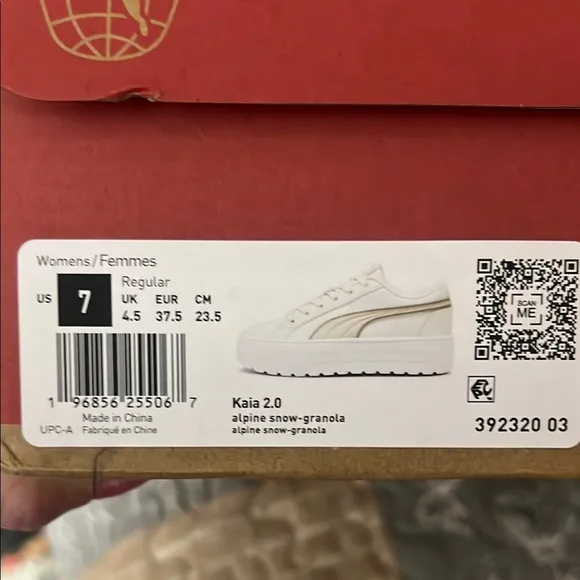 Womens/Femmes
Regular
US 7 UK EUR CM
4.5 37.5 23.5
SCAN
ME
1 96856 25506 7
Made in China
UPC-A Fabriqué en Chine
Kaia 2.0
alpine snow-granola
alpine snow-granola
392320 03